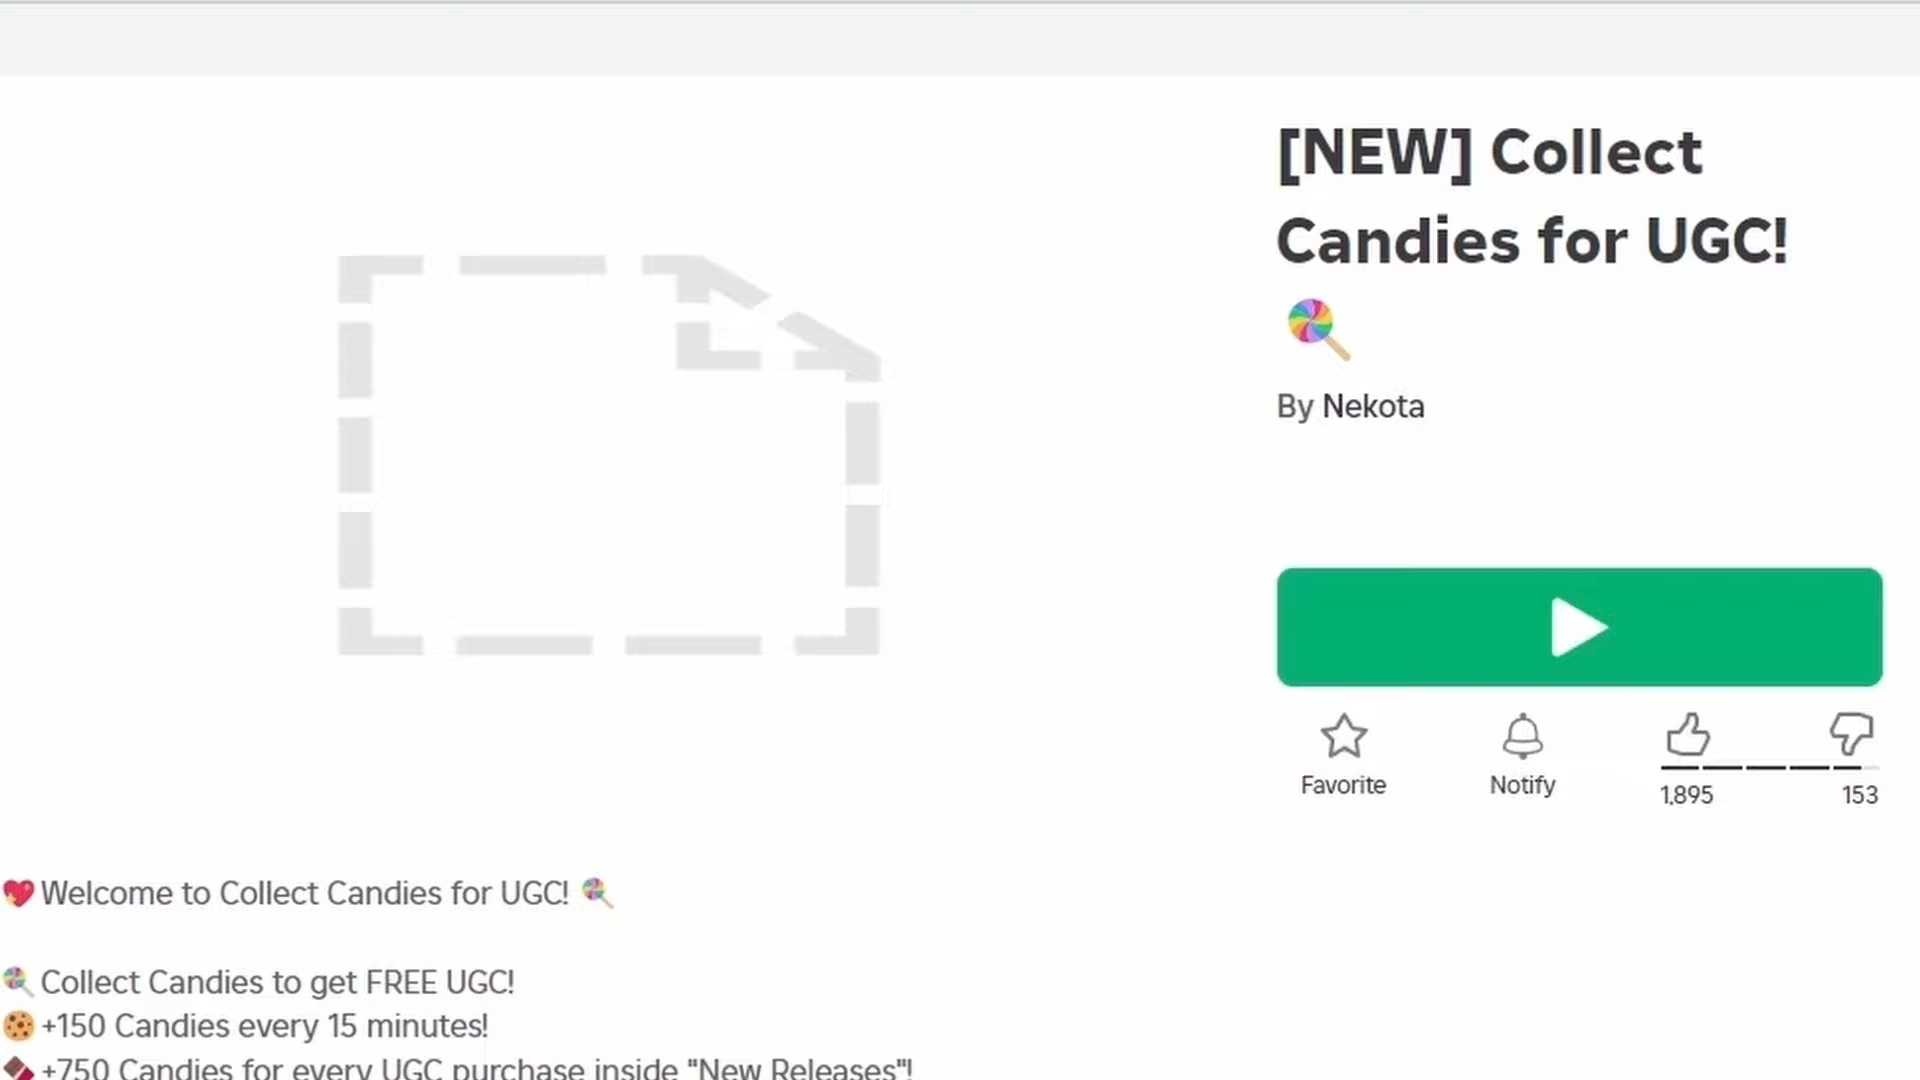 [NEW] Collect
Candies for UGC!
By Nekota
Favorite
Notify
1,895
153
Welcome to Collect Candies for UGC!
Collect Candies to get FREE UGC!
+150 Candies every 15 minutes!
+750 Candies for every UGC purchase inside "New Releases"!